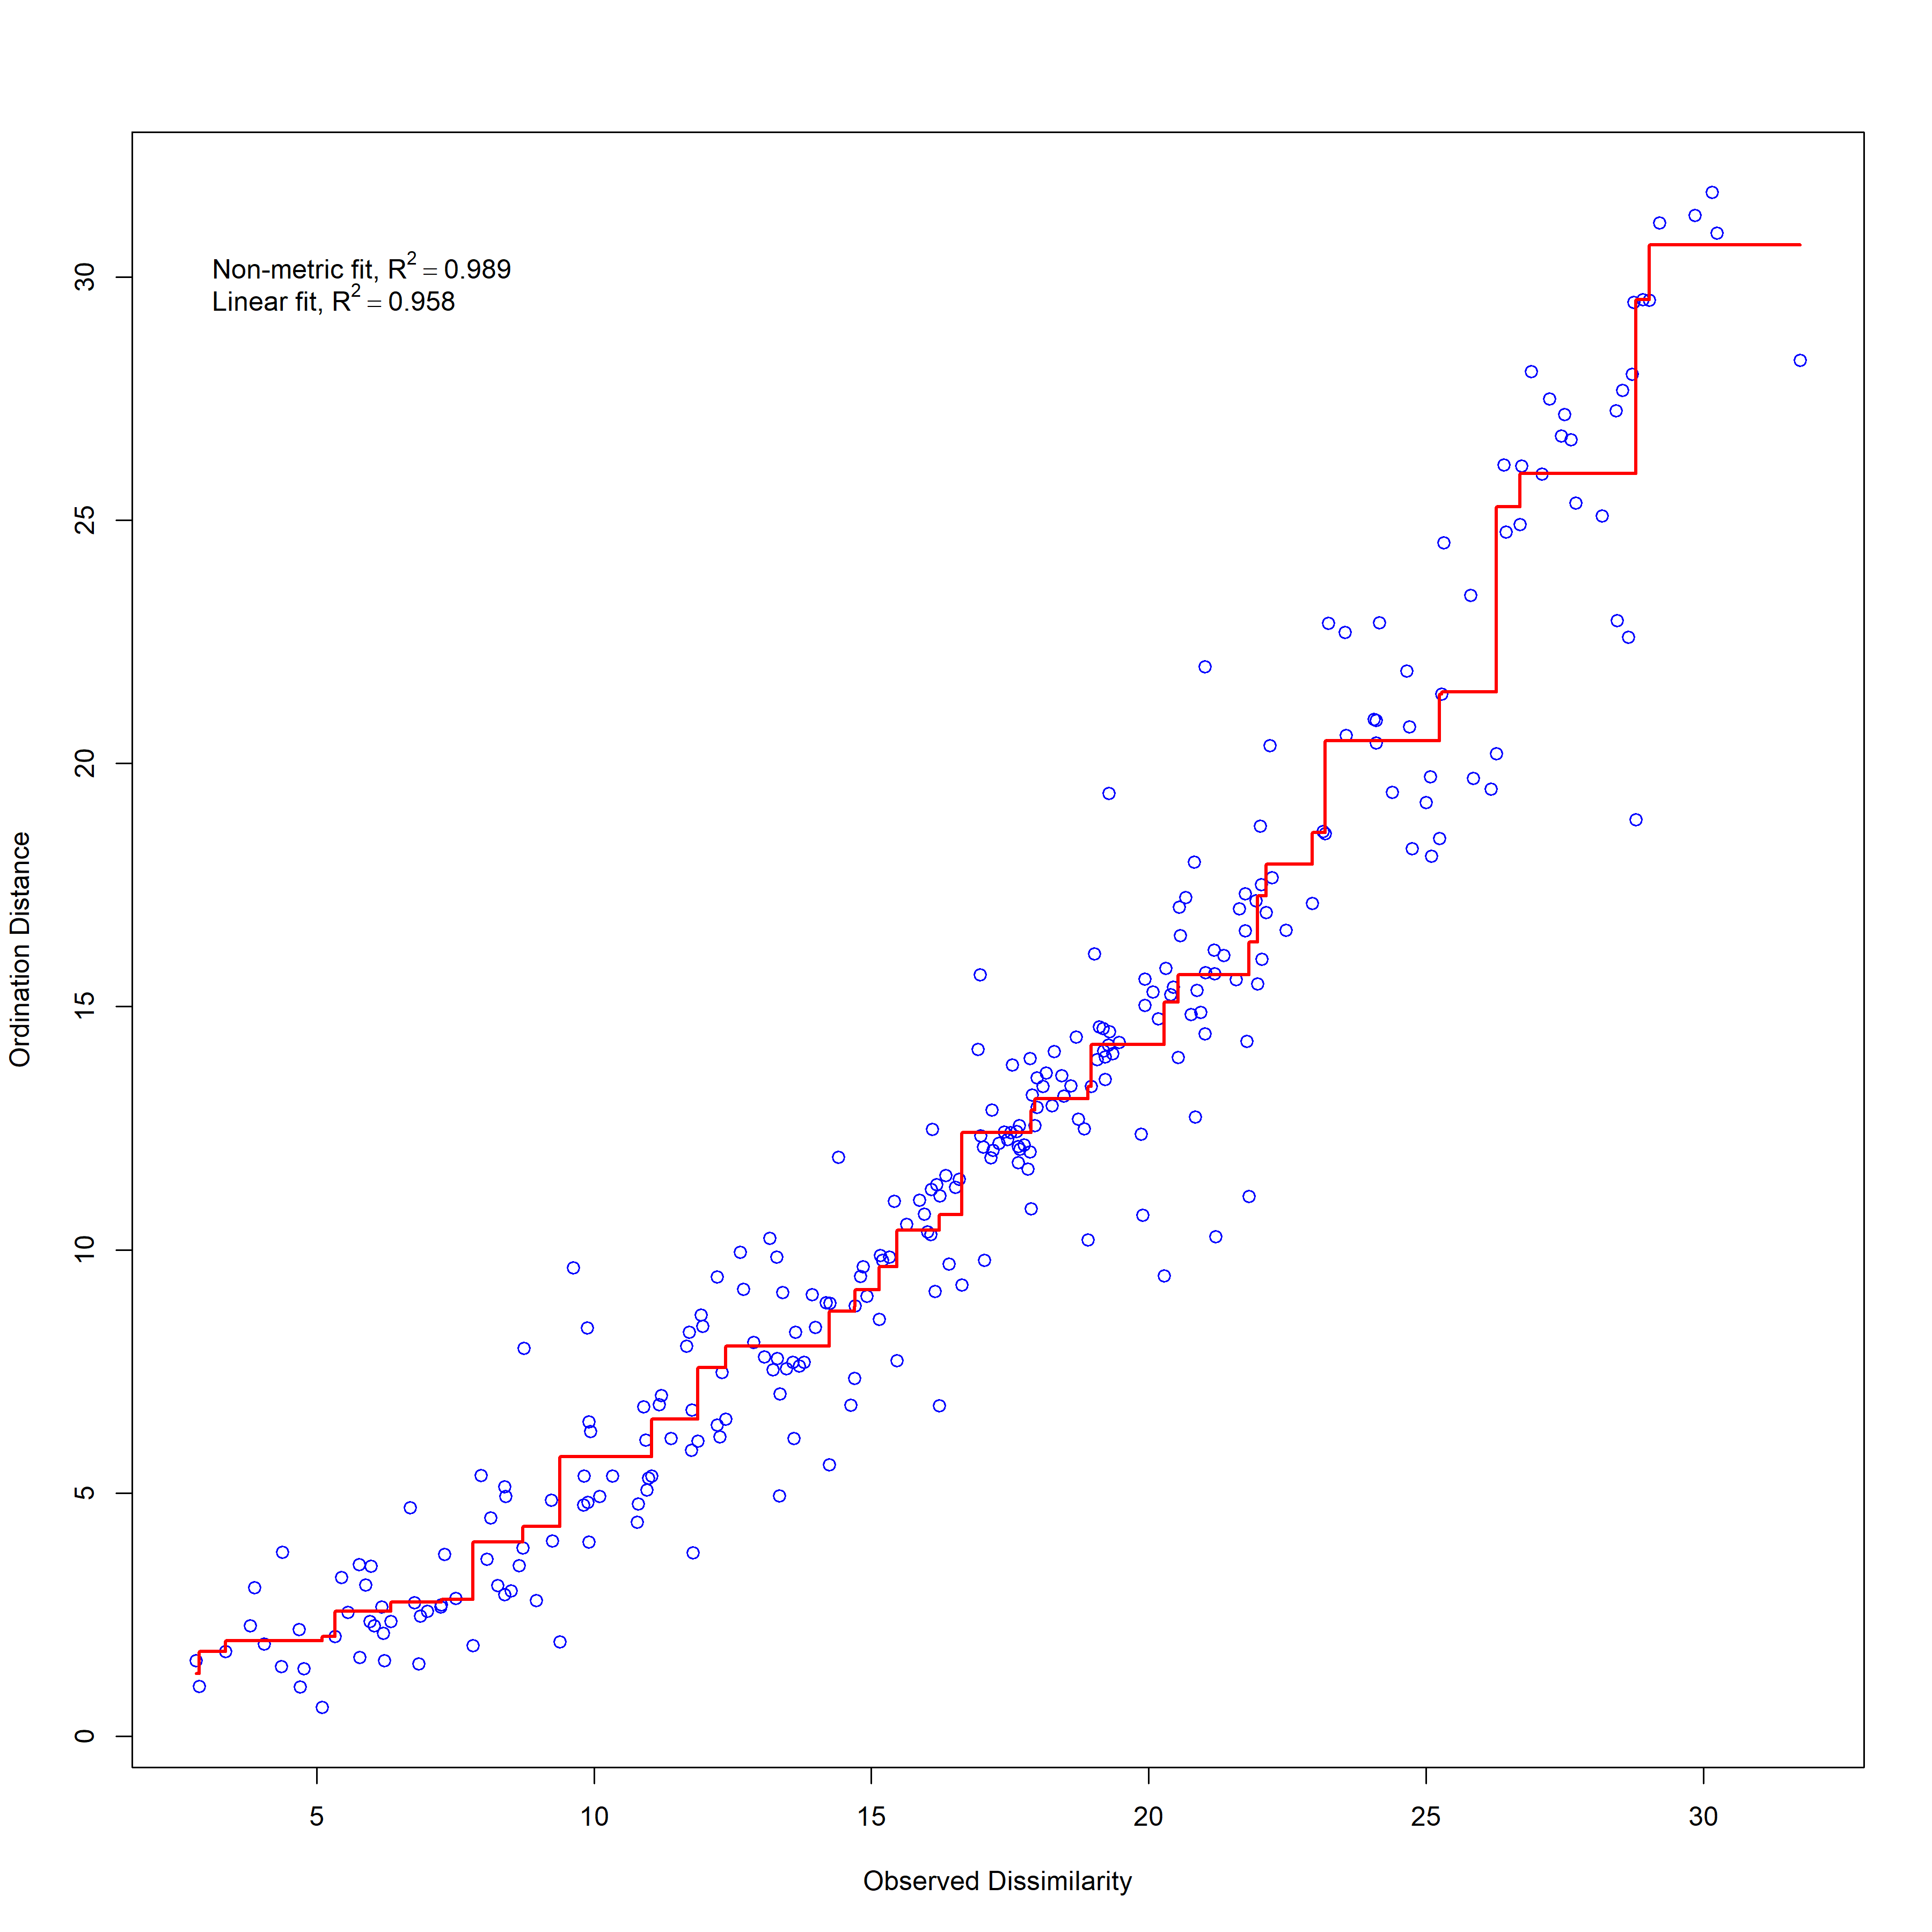 Non-metric fit, R² = 0.989
Linear fit, R² = 0.958
30
25
20
15
10
5
0
Ordination Distance
5 10 15 20 25 30
Observed Dissimilarity